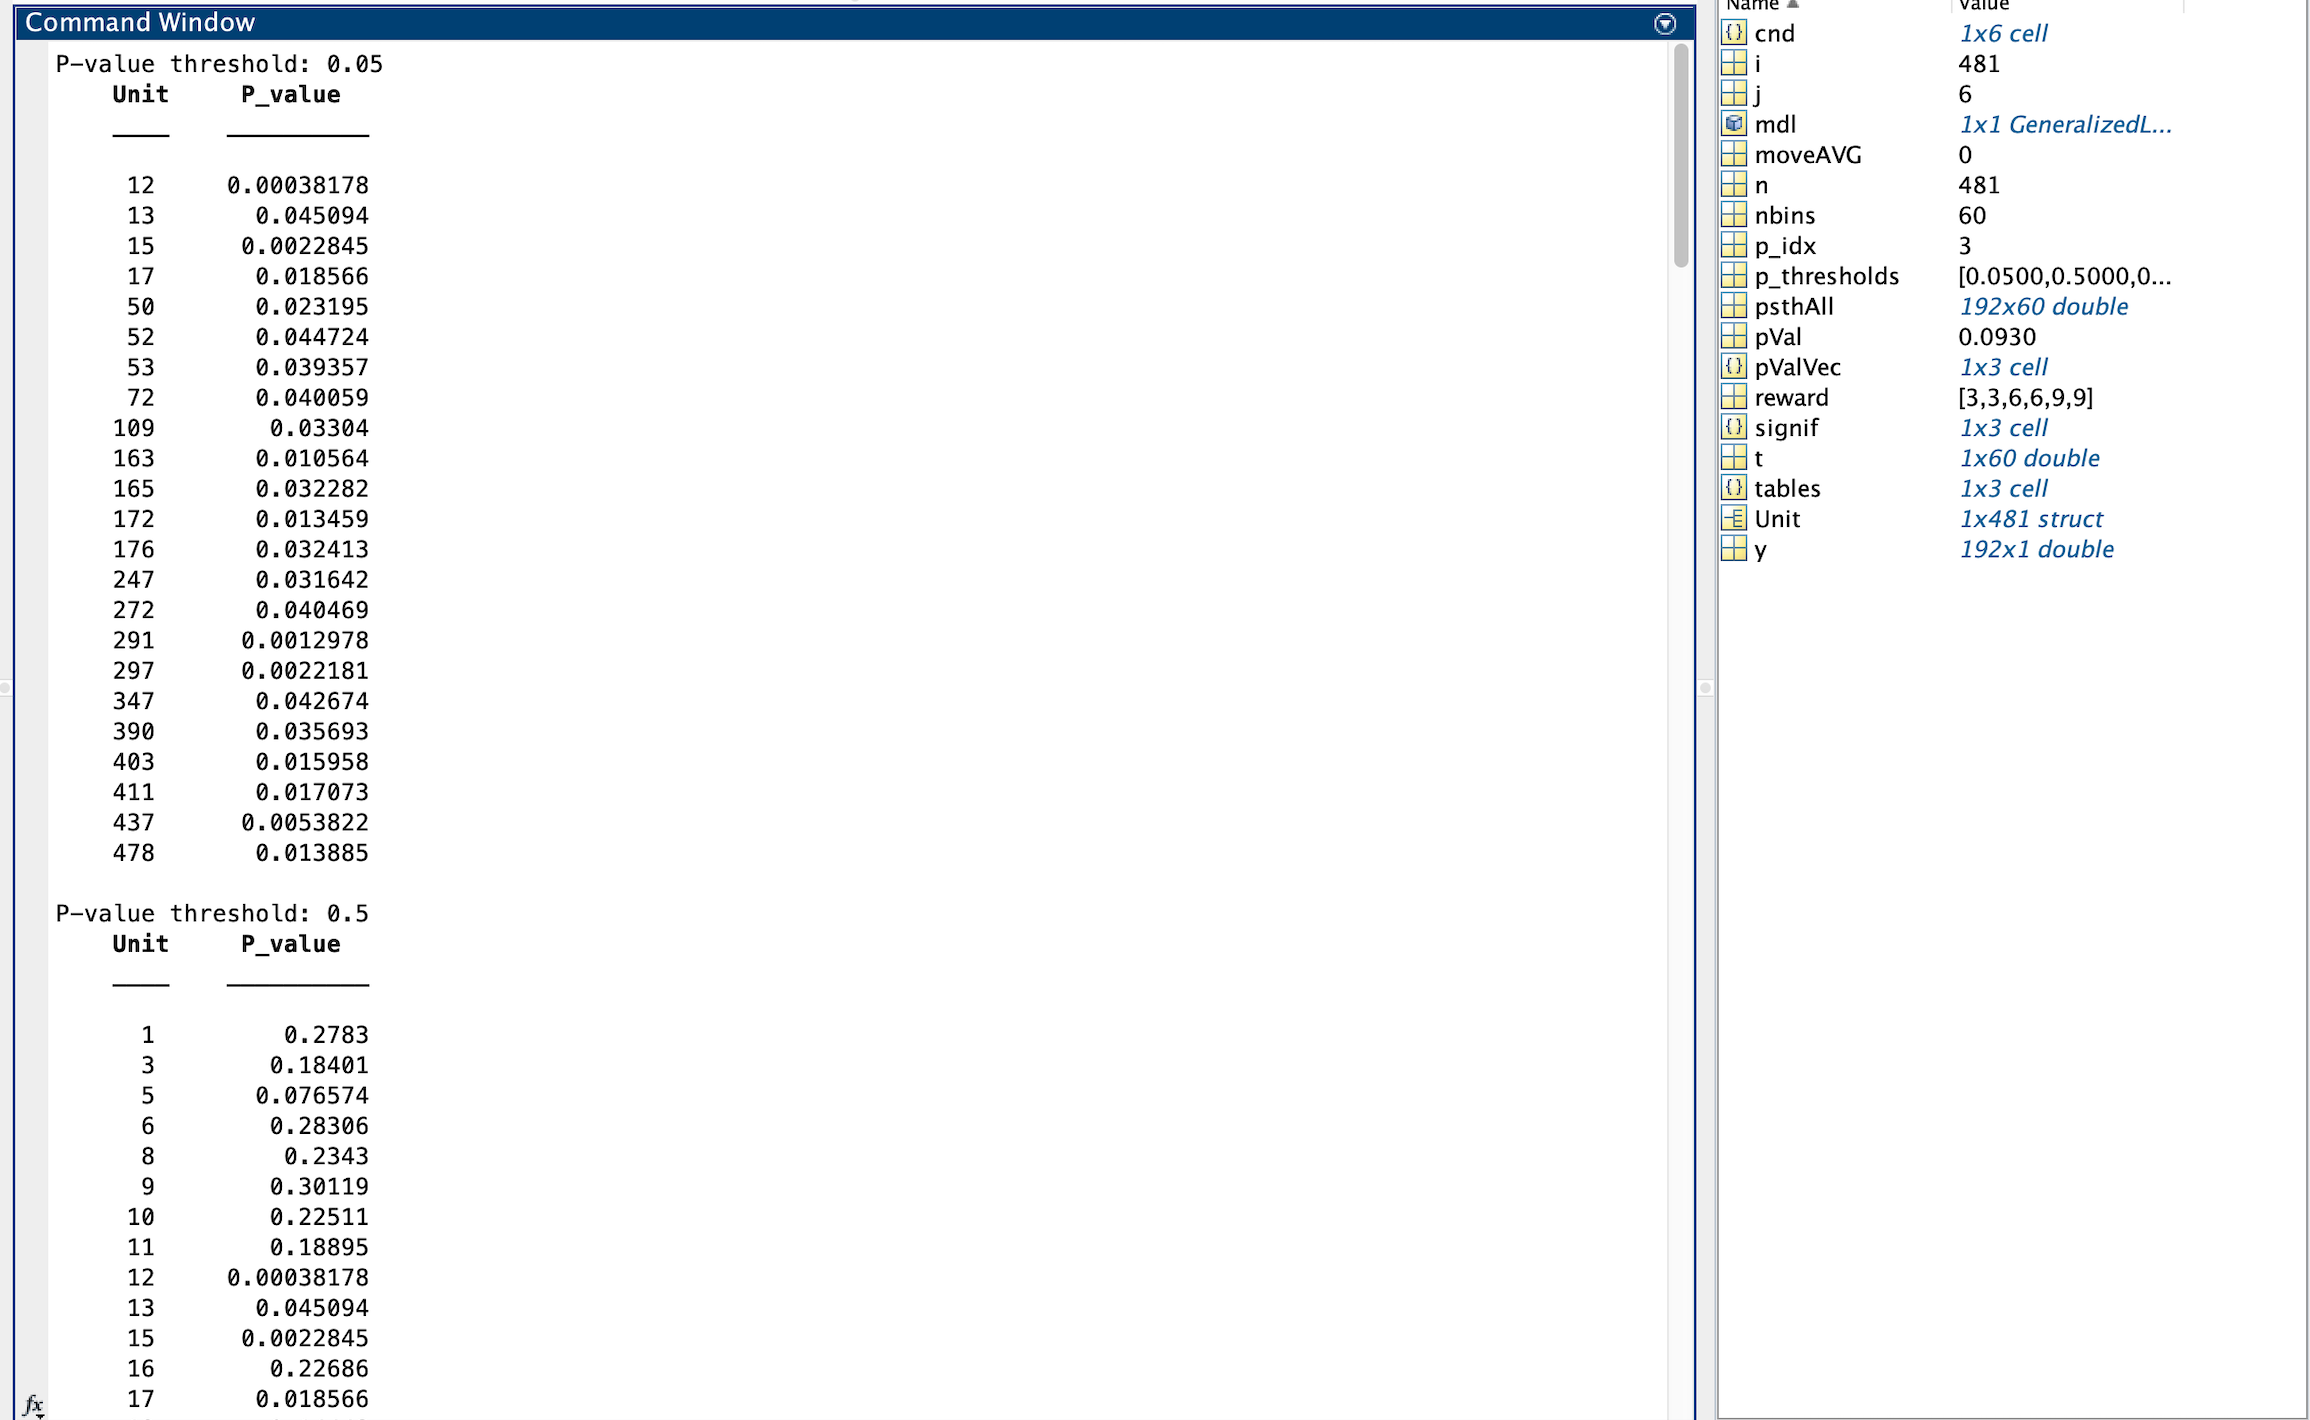 Command Window
P-value threshold: 0.05
Unit P_value
12 0.00038178
13 0.045094
15 0.0022845
17 0.018566
50 0.023195
52 0.044724
53 0.039357
72 0.040059
109 0.03304
163 0.010564
165 0.032282
172 0.013459
176 0.032413
247 0.031642
272 0.040469
291 0.0012978
297 0.0022181
347 0.042674
390 0.035693
403 0.015958
411 0.017073
437 0.0053822
478 0.013885
P-value threshold: 0.5
Unit P_value
1 0.2783
3 0.18401
5 0.076574
6 0.28306
8 0.2343
9 0.30119
10 0.22511
11 0.18895
12 0.00038178
13 0.045094
15 0.0022845
16 0.22686
17 0.018566
fx
Name Value
cnd 1x6 cell
i 481
j 6
mdl 1x1 GeneralizedL...
moveAVG 0
n 481
nbins 60
p_idx 3
p_thresholds [0.0500,0.5000,0...
psthAll 192x60 double
pVal 0.0930
pValVec 1x3 cell
reward [3,3,6,6,9,9]
signif 1x3 cell
t 1x60 double
tables 1x3 cell
Unit 1x481 struct
y 192x1 double